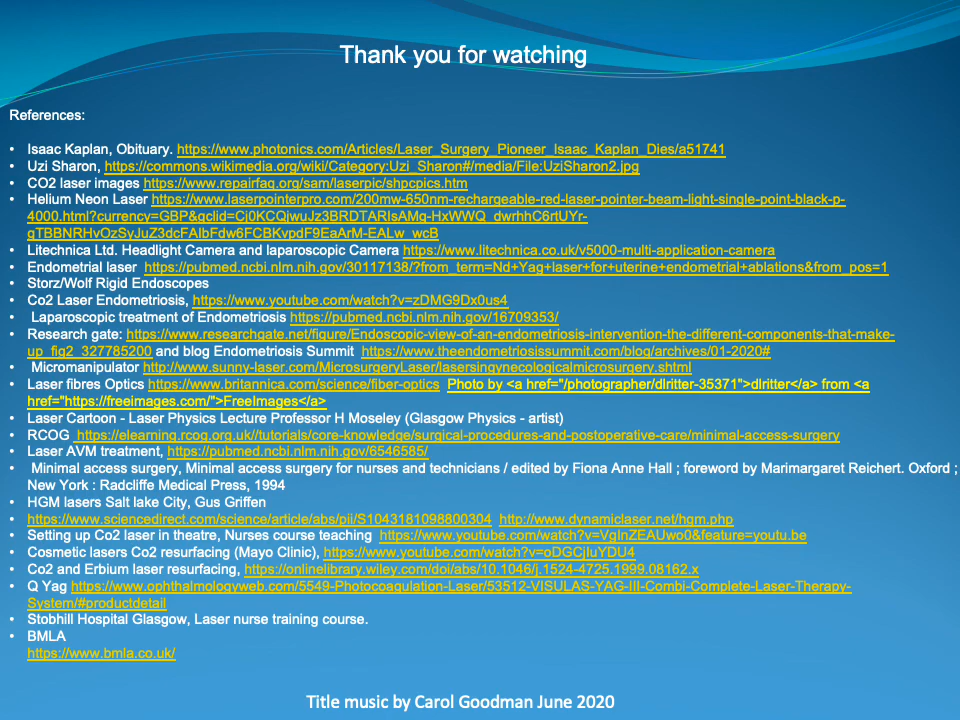 Thank you for watching
References:
• Isaac Kaplan, Obituary. https://www.photonics.com/Articles/Laser_Surgery_Pioneer_Isaac_Kaplan_Dies/a51741
• Uzi Sharon, https://commons.wikimedia.org/wiki/Category:Uzi_Sharon#/media/File:UziSharon2.jpg
• CO2 laser images https://www.repairfaq.org/sam/laserpic/shpcpics.htm
• Helium Neon Laser https://www.laserpointerpro.com/200mw-650nm-rechargeable-red-laser-pointer-beam-light-single-point-black-p-
4000.html?currency=GBP&gclid=Cj0KCQjwuJz3BRDTARIsAMg-HxWWQ_dwrhhC6rtUYr-
gTBBNRHvOzSyJuZ3dcFAIbFdw6FCBKvpdF9EaArM-EALw_wcB
• Litechnica Ltd. Headlight Camera and laparoscopic Camera https://www.litechnica.co.uk/v5000-multi-application-camera
• Endometrial laser https://pubmed.ncbi.nlm.nih.gov/30117138/?from_term=Nd+Yag+laser+for+uterine+endometrial+ablations&from_pos=1
• Storz/Wolf Rigid Endoscopes
• Co2 Laser Endometriosis, https://www.youtube.com/watch?v=zDMG9Dx0us4
• Laparoscopic treatment of Endometriosis https://pubmed.ncbi.nlm.nih.gov/16709353/
• Research gate: https://www.researchgate.net/figure/Endoscopic-view-of-an-endometriosis-intervention-the-different-components-that-make-
up_fig2_327785200 and blog Endometriosis Summit https://www.theendometriosissummit.com/blog/archives/01-2020#
• Micromanipulator http://www.sunny-laser.com/MicrosurgeryLaser/lasersingynecologicalmicrosurgery.shtml
• Laser fibres Optics https://www.britannica.com/science/fiber-optics Photo by <a href="/photographer/dlritter-35371">dlritter</a> from <a
href="https://freeimages.com/">FreeImages</a>
• Laser Cartoon - Laser Physics Lecture Professor H Moseley (Glasgow Physics - artist)
• RCOG https://elearning.rcog.org.uk//tutorials/core-knowledge/surgical-procedures-and-postoperative-care/minimal-access-surgery
• Laser AVM treatment, https://pubmed.ncbi.nlm.nih.gov/6546585/
• Minimal access surgery, Minimal access surgery for nurses and technicians / edited by Fiona Anne Hall ; foreword by Marimargaret Reichert. Oxford ;
New York : Radcliffe Medical Press, 1994
• HGM lasers Salt lake City, Gus Griffen
• https://www.sciencedirect.com/science/article/abs/pii/S1043181098800304 http://www.dynamiclaser.net/hgm.php
• Setting up Co2 laser in theatre, Nurses course teaching https://www.youtube.com/watch?v=VgInZEAUwo0&feature=youtu.be
• Cosmetic lasers Co2 resurfacing (Mayo Clinic), https://www.youtube.com/watch?v=oDGCjIuYDU4
• Co2 and Erbium laser resurfacing, https://onlinelibrary.wiley.com/doi/abs/10.1046/j.1524-4725.1999.08162.x
• Q Yag https://www.ophthalmologyweb.com/5549-Photocoagulation-Laser/53512-VISULAS-YAG-III-Combi-Complete-Laser-Therapy-
System/#productdetail
• Stobhill Hospital Glasgow, Laser nurse training course.
• BMLA
https://www.bmla.co.uk/
Title music by Carol Goodman June 2020